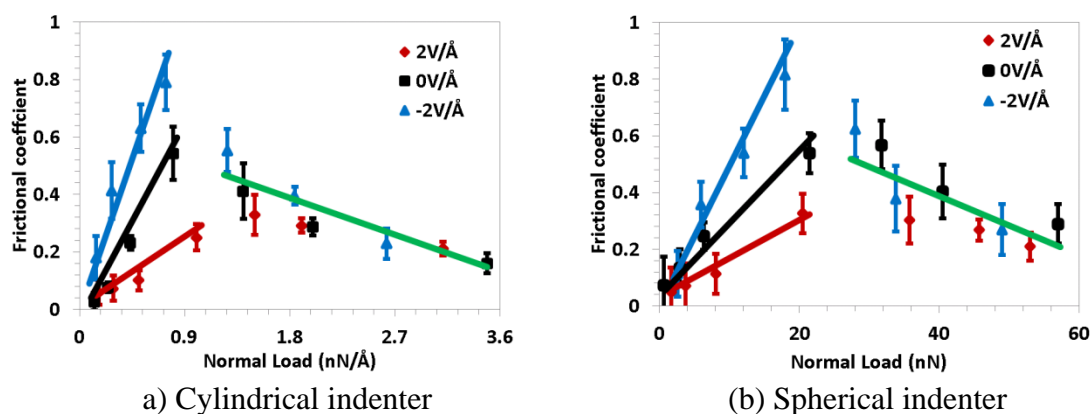 1
0.8
0.6
0.4
0.2
0
Frictional coeffcient
2V/Å
0V/Å
-2V/Å
0 0.9 1.8 2.7 3.6
Normal Load (nN/Å)
a) Cylindrical indenter
1
0.8
0.6
0.4
0.2
0
Frictional coefficient
2V/Å
0V/Å
-2V/Å
0 20 40 60
Normal Load (nN)
(b) Spherical indenter